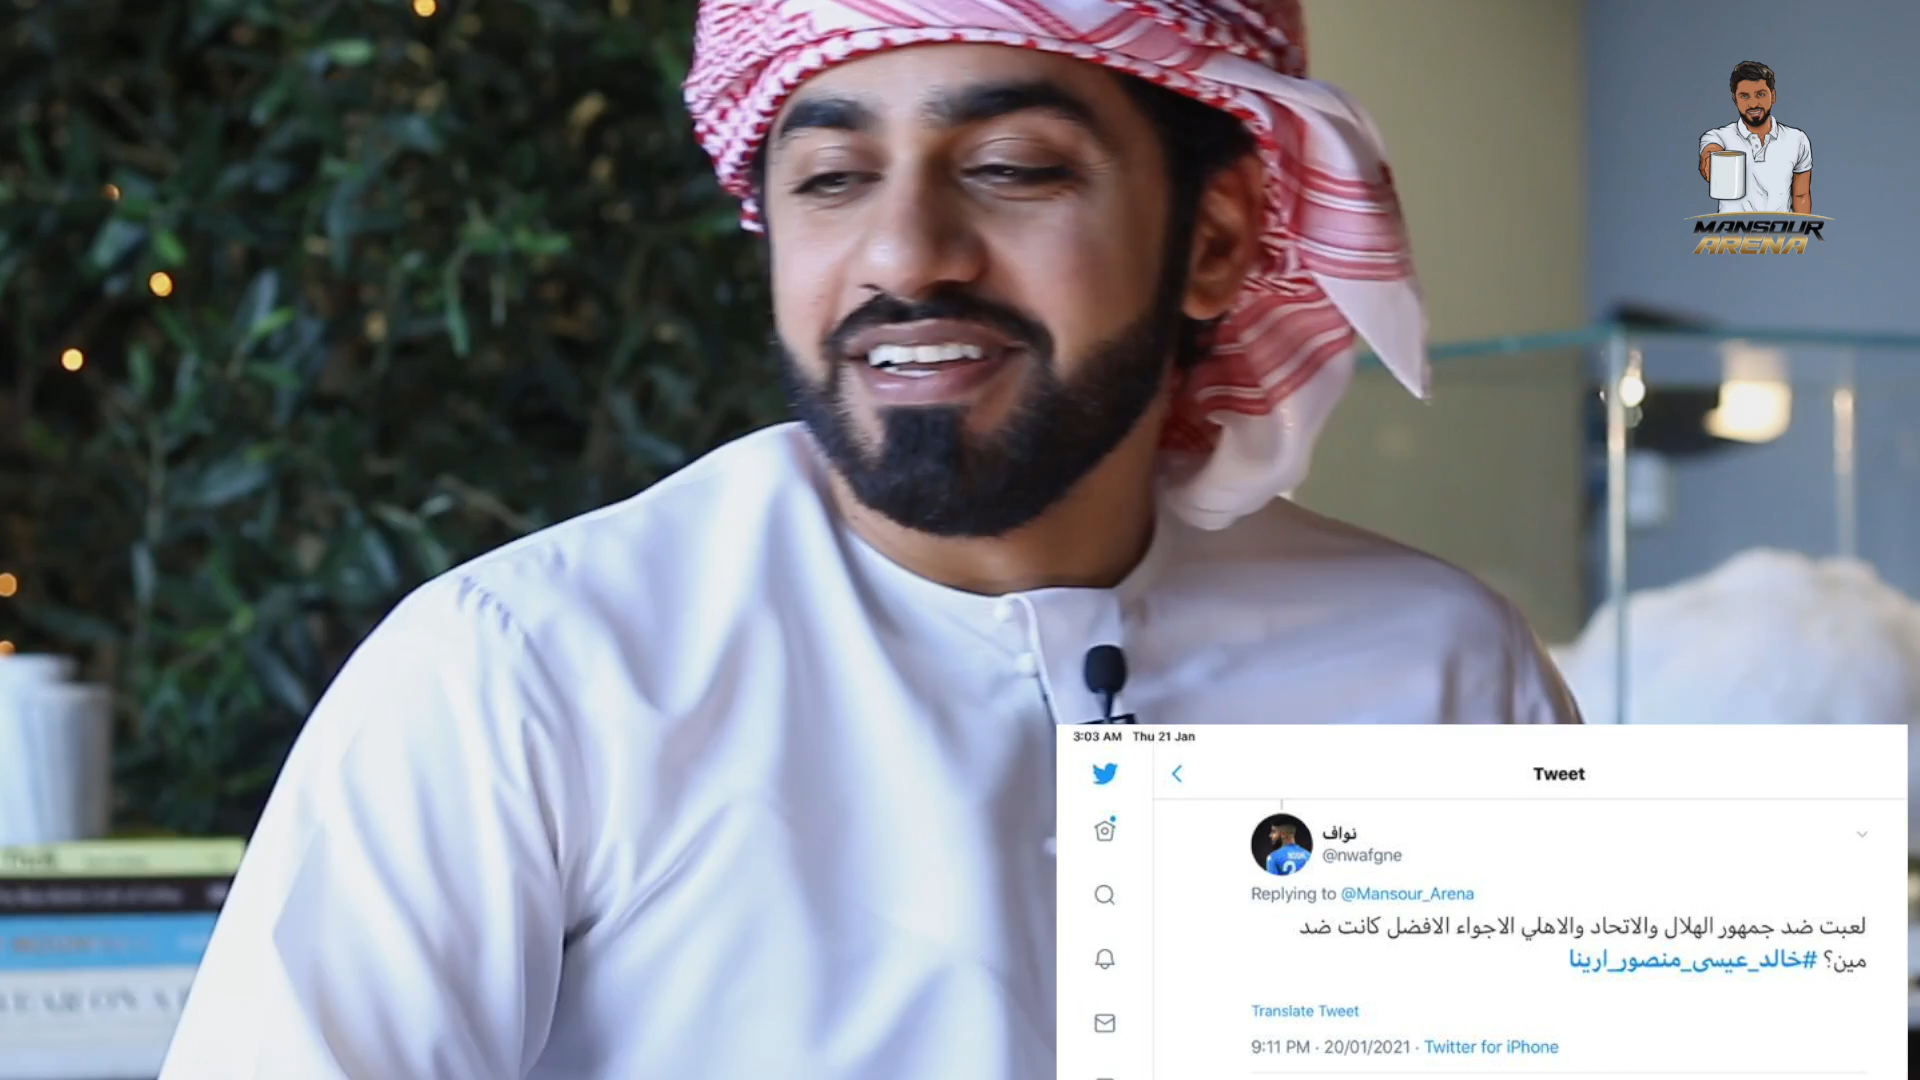 MANSOUR
ARENA
3:03 AM Thu 21 Jan
Tweet
نواف
@nwafgne
Replying to @Mansour_Arena
لعبت ضد جمهور الهلال والاتحاد والاهلي الاجواء الافضل كانت ضد
مين؟ #خالد_عيسى_منصور_ارينا
Translate Tweet
9:11 PM · 20/01/2021 · Twitter for iPhone